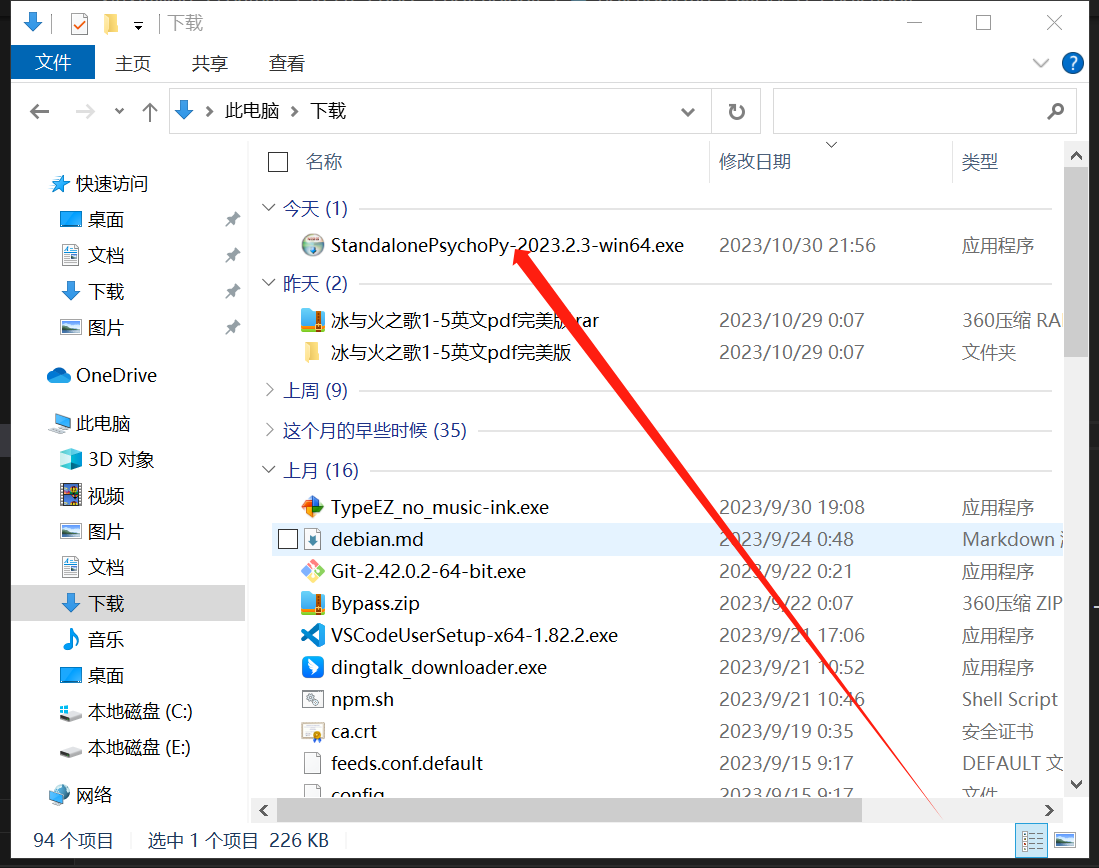 下载
文件 主页 共享 查看
此电脑 下载
快速访问
桌面
文档
下载
图片
OneDrive
此电脑
3D 对象
视频
图片
文档
下载
音乐
桌面
本地磁盘 (C:)
本地磁盘 (E:)
网络
名称 修改日期 类型
今天 (1)
StandalonePsychoPy-2023.2.3-win64.exe 2023/10/30 21:56 应用程序
昨天 (2)
冰与火之歌1-5英文pdf完美版.rar 2023/10/29 0:07 360压缩 RA
冰与火之歌1-5英文pdf完美版 2023/10/29 0:07 文件夹
上周 (9)
这个月的早些时候 (35)
上月 (16)
TypeEZ_no_music-ink.exe 2023/9/30 19:08 应用程序
debian.md 2023/9/24 0:48 Markdown
Git-2.42.0.2-64-bit.exe 2023/9/22 0:21 应用程序
Bypass.zip 2023/9/22 0:07 360压缩 ZIP
VSCodeUserSetup-x64-1.82.2.exe 2023/9/21 17:06 应用程序
dingtalk_downloader.exe 2023/9/21 10:52 应用程序
npm.sh 2023/9/21 10:46 Shell Script
ca.crt 2023/9/19 0:35 安全证书
feeds.conf.default 2023/9/15 9:17 DEFAULT 文
config 2023/9/15 9:17 文件
94 个项目 选中 1 个项目 226 KB